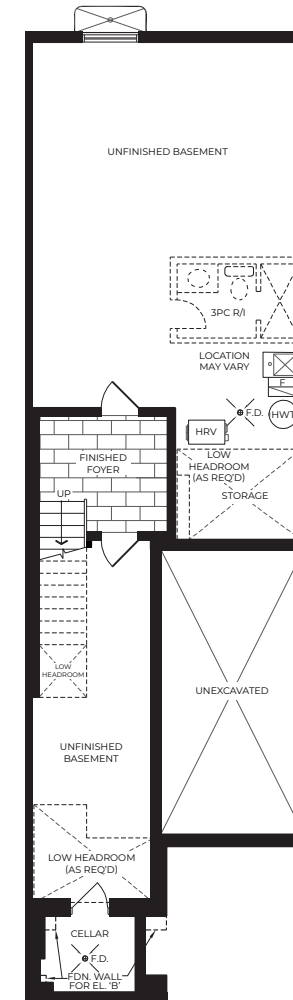 UNFINISHED BASEMENT
3PC R/I
LOCATION
MAY VARY
F
F.D.
HWT
HRV
LOW
HEADROOM
(AS REQ'D)
STORAGE
FINISHED
FOYER
UP
LOW
HEADROOM
UNEXCAVATED
UNFINISHED
BASEMENT
LOW HEADROOM
(AS REQ'D)
CELLAR
F.D.
FDN. WALL
FOR EL. 'B'